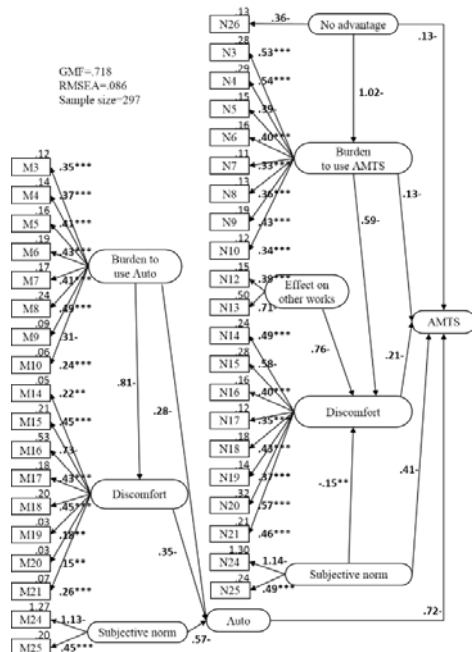 GMF=.718
RMSEA=.086
Sample size=297
.13
N26
.36-
No advantage
.13-
.28
N3
.53***
.29
N4
.54***
.15
N5
.39-
1.02-
.16
N6
.40***
.11
N7
.33***
Burden
to use AMTS
.13
N8
.36***
.13-
.19
N9
.43***
.59-
.12
N10
.34***
.15
N12
.39***
Effect on
other works
.50
N13
.71-
AMTS
.24
N14
.49***
.76-
.21-
.28
N15
.58-
.16
N16
.40***
.12
N17
.35***
Discomfort
.18
N18
.43***
.14
N19
.37***
.41-
.32
N20
.57***
-.15**
.21
N21
.46***
1.30
N24
1.14-
.24
N25
.49***
Subjective norm
.72-
.12
M3
.35***
.14
M4
.37***
.16
M5
.41***
.19
M6
.43***
Burden to
use Auto
.17
M7
.41***
.24
M8
.49***
.09
M9
.31-
.06
M10
.24***
.05
M14
.22**
.81-
.28-
.21
M15
.45***
.53
M16
.73-
.18
M17
.43***
Discomfort
.20
M18
.45***
.03
M19
.18**
.03
M20
.15**
.35-
.07
M21
.26***
1.27
M24
1.13-
Subjective norm
.57-
Auto
.20
M25
.45***